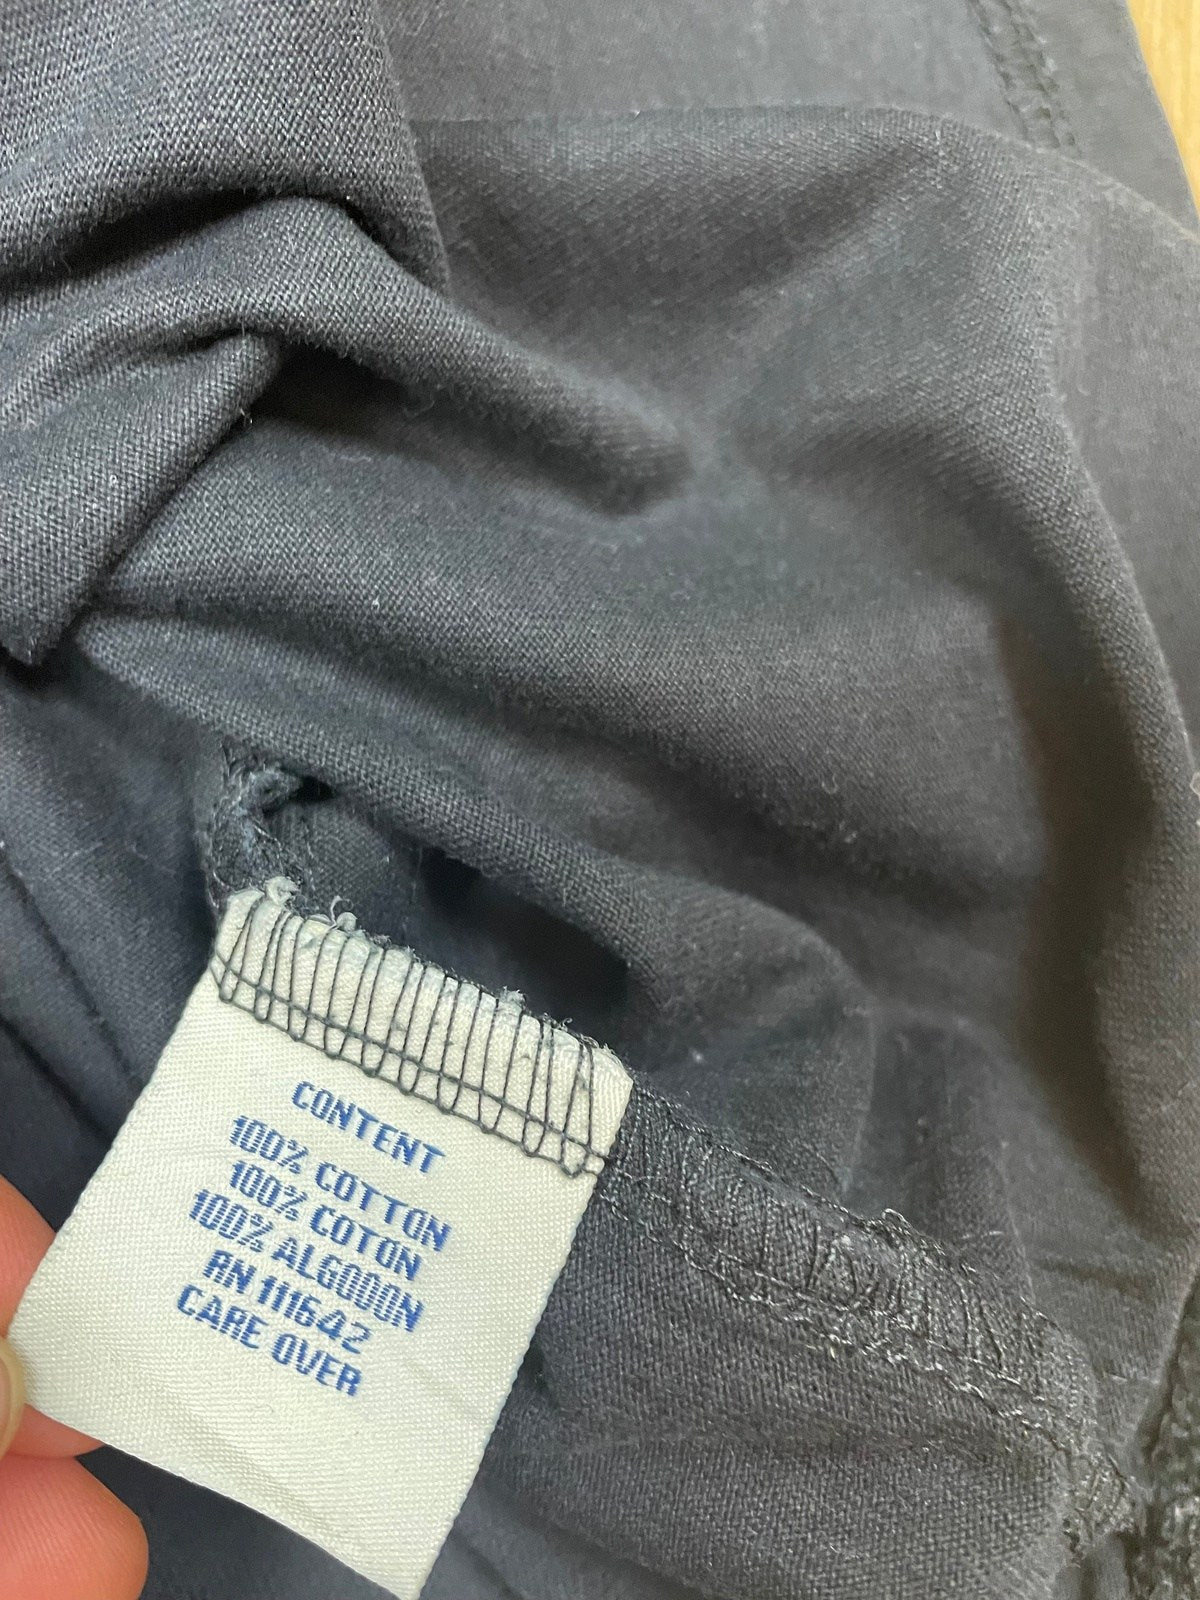 CONTENT
100% COTTON
100% COTON
100% ALGODON
RN 111642
CARE OVER